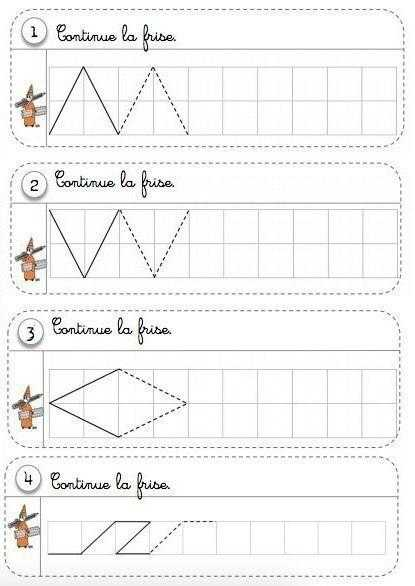 1 Continue la frise.
2 Continue la frise.
3 Continue la frise.
4 Continue la frise.